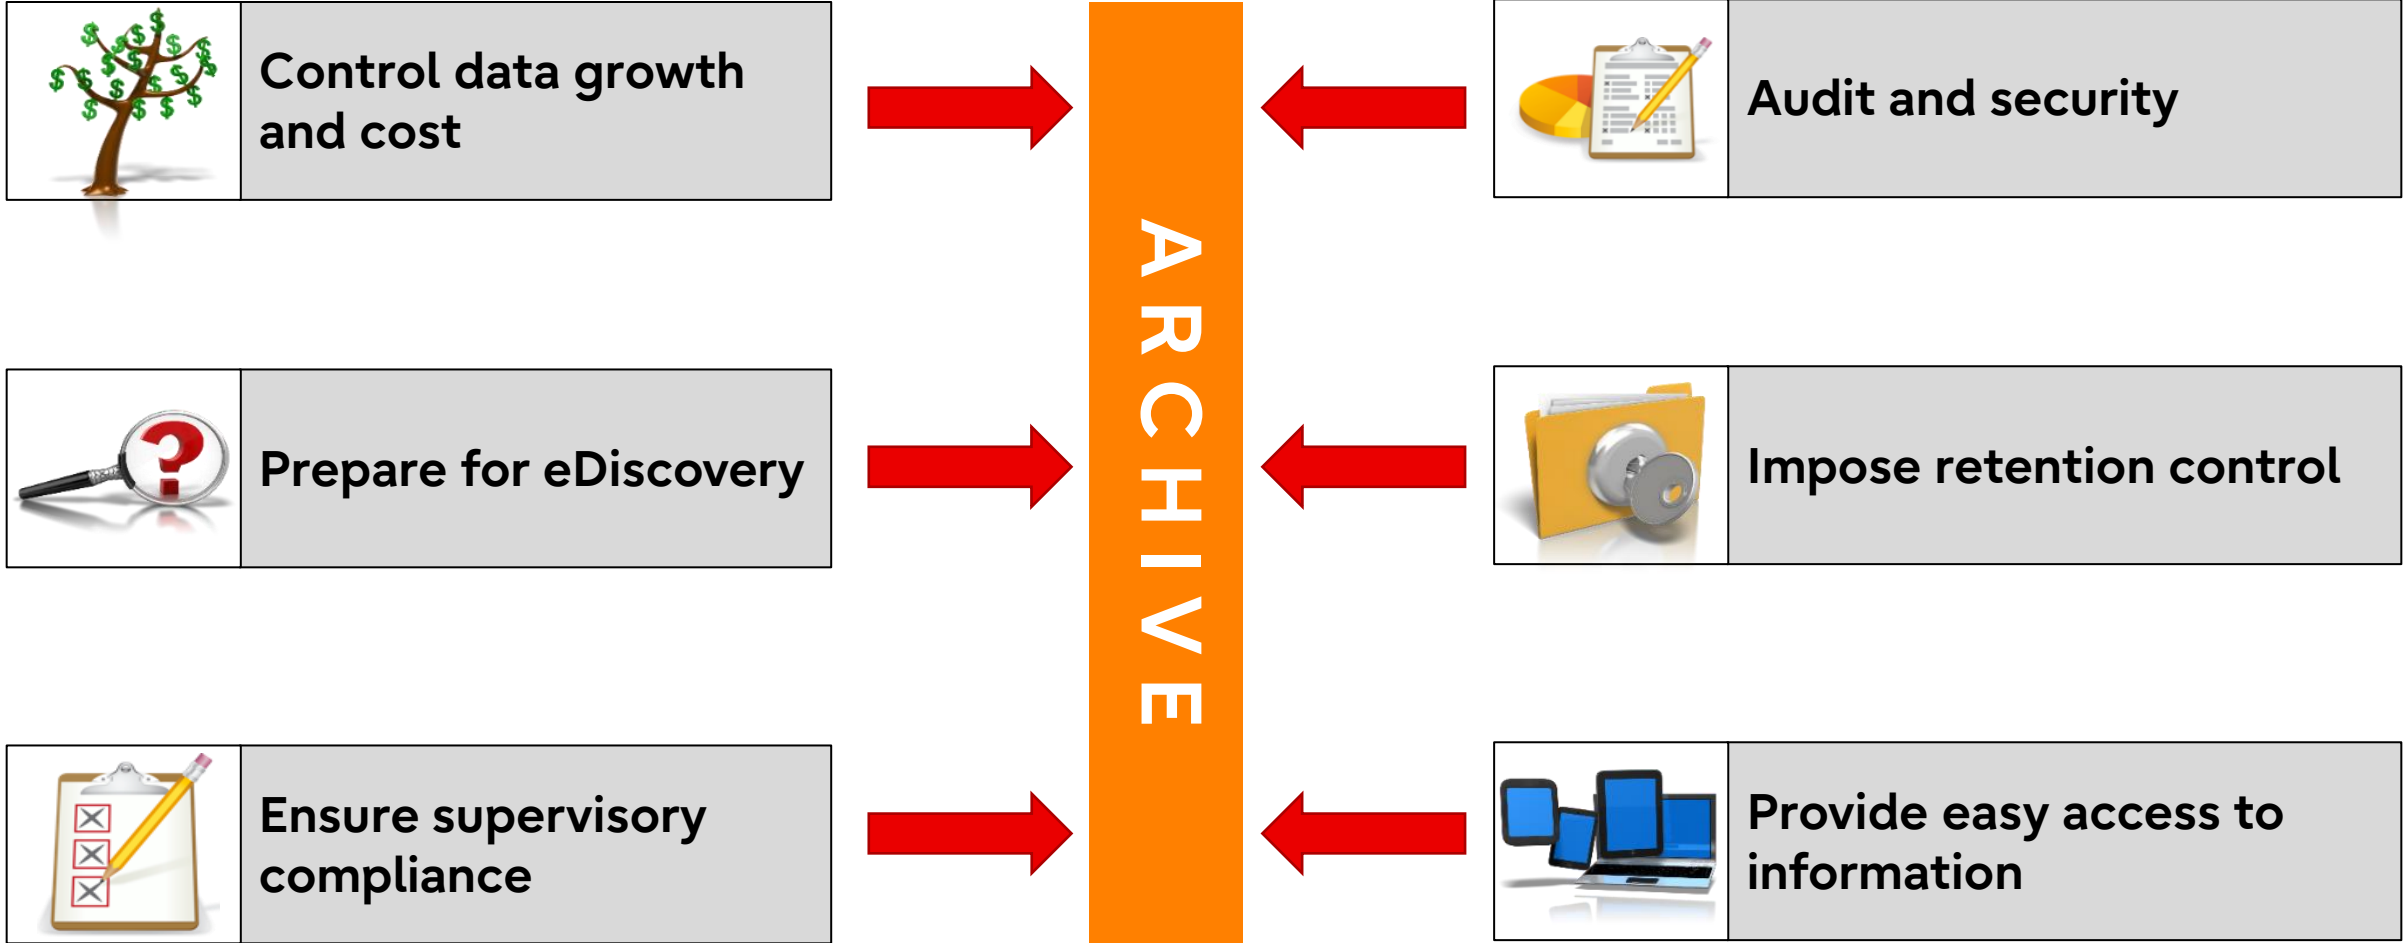 Control data growth
and cost
Prepare for eDiscovery
Ensure supervisory
compliance
ARCHIVE
Audit and security
Impose retention control
Provide easy access to
information